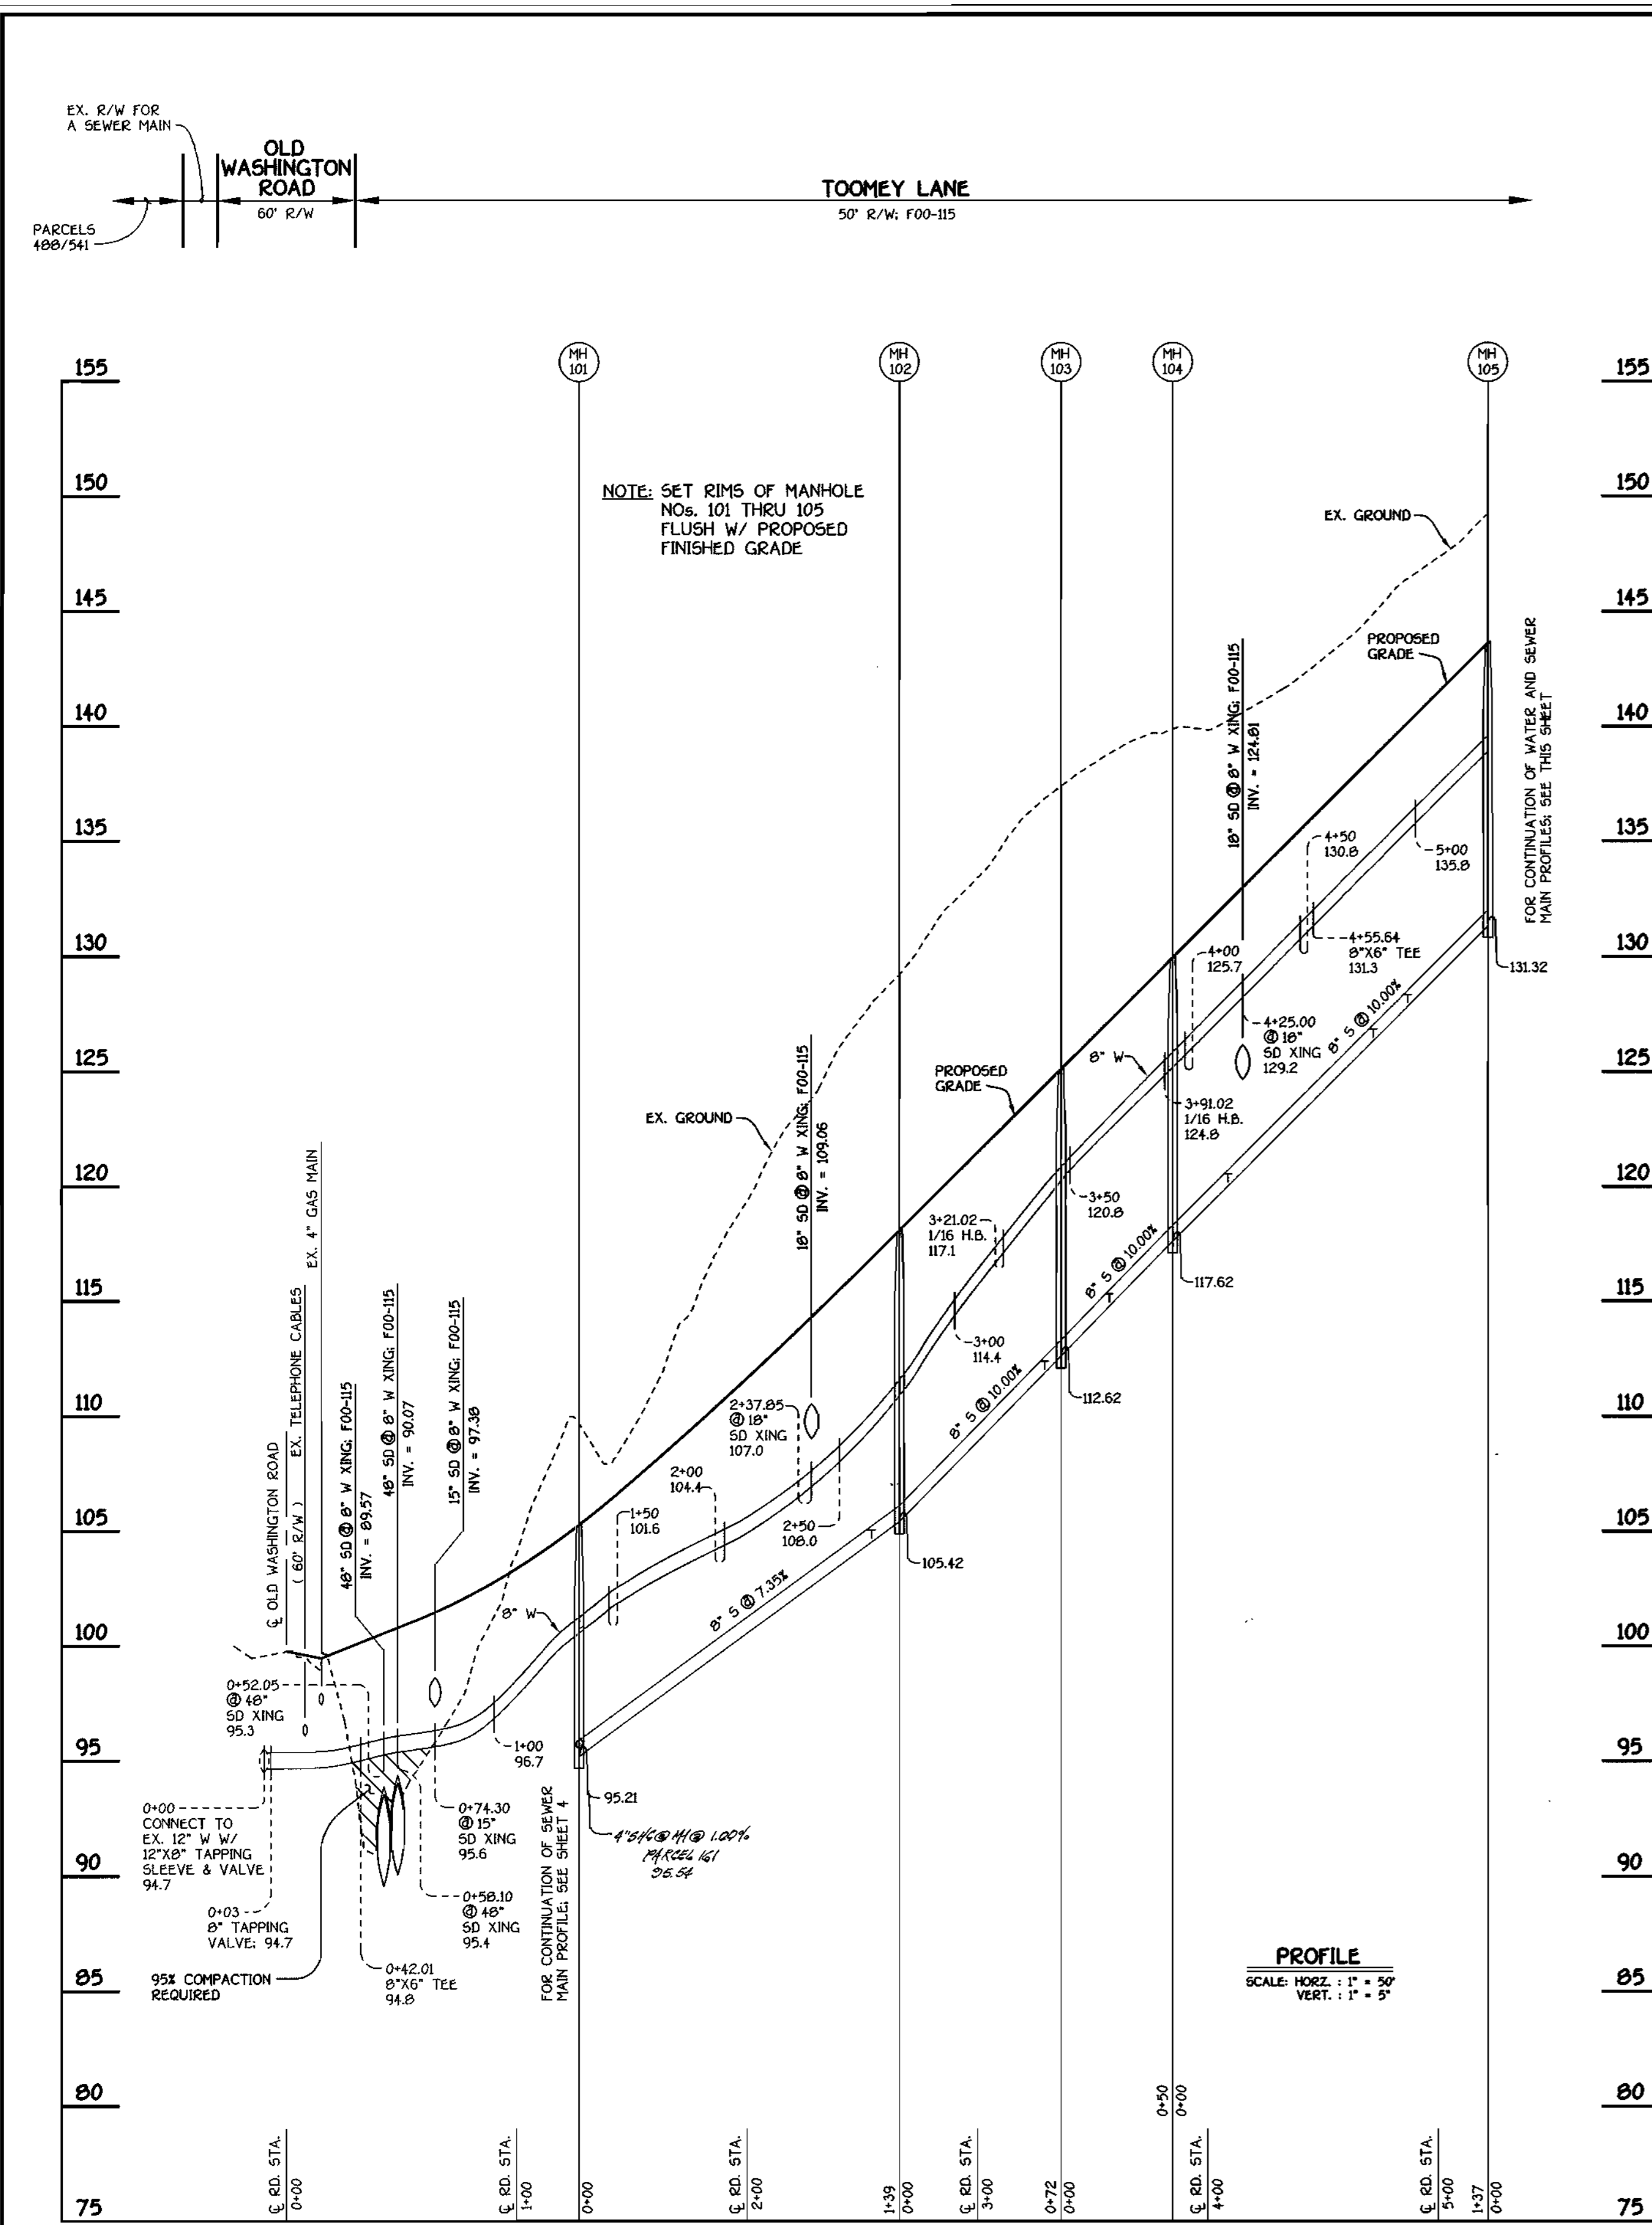 EX. R/W FOR
A SEWER MAIN
OLD
WASHINGTON
ROAD
60' R/W
TOOMEY LANE
50' R/W; F00-115
PARCELS
488/541
MH
101
MH
102
MH
103
MH
104
MH
105
155
150
145
140
135
130
125
120
115
110
105
100
95
90
85
80
75
155
150
145
140
135
130
125
120
115
110
105
100
95
90
85
80
75
NOTE: SET RIMS OF MANHOLE
NOs. 101 THRU 105
FLUSH W/ PROPOSED
FINISHED GRADE
EX. GROUND
PROPOSED
GRADE
18" SD @ 8" W XING; F00-115
INV. = 124.81
FOR CONTINUATION OF WATER AND SEWER
MAIN PROFILES; SEE THIS SHEET
4+50
130.8
5+00
135.8
4+55.64
8"X6" TEE
131.3
131.32
4+00
125.7
8" S @ 10.00%
4+25.00
@ 18"
SD XING
129.2
8" W
3+91.02
1/16 H.B.
124.8
PROPOSED
GRADE
EX. GROUND
18" SD @ 8" W XING; F00-115
INV. = 109.06
3+50
120.8
3+21.02
1/16 H.B.
117.1
8" S @ 10.00%
117.62
3+00
114.4
112.62
8" S @ 10.00%
2+37.85
@ 18"
SD XING
107.0
2+00
104.4
1+50
101.6
2+50
108.0
105.42
8" S @ 7.35%
8" W
EX. 4" GAS MAIN
EX. TELEPHONE CABLES
℄ OLD WASHINGTON ROAD
( 60' R/W )
48" SD @ 8" W XING; F00-115
INV. = 89.57
48" SD @ 8" W XING; F00-115
INV. = 90.07
15" SD @ 8" W XING; F00-115
INV. = 97.38
0+52.05
@ 48"
SD XING
95.3
1+00
96.7
0+00
CONNECT TO
EX. 12" W W/
12"X8" TAPPING
SLEEVE & VALVE
94.7
0+03
8" TAPPING
VALVE; 94.7
95% COMPACTION
REQUIRED
0+74.30
@ 15"
SD XING
95.6
0+58.10
@ 48"
SD XING
95.4
0+42.01
8"X6" TEE
94.8
FOR CONTINUATION OF SEWER
MAIN PROFILE; SEE SHEET 4
95.21
4" SHC @ MH @ 1.00%
PARCEL 161
95.54
PROFILE
SCALE: HORZ. : 1" = 50'
VERT. : 1" = 5'
℄ RD. STA.
0+00
℄ RD. STA.
1+00
0+00
℄ RD. STA.
2+00
1+39
0+00
℄ RD. STA.
3+00
0+72
0+00
0+50
0+00
℄ RD. STA.
4+00
℄ RD. STA.
5+00
1+37
0+00